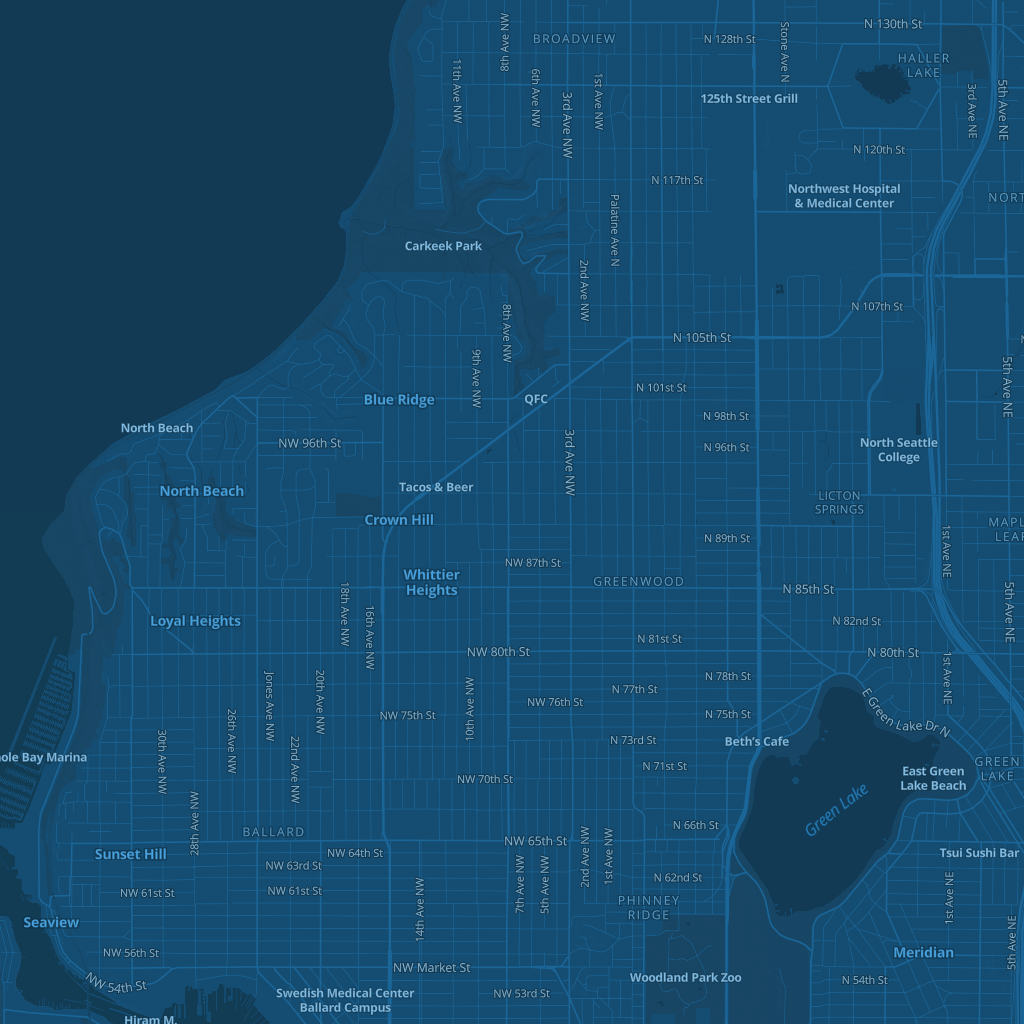 8th Ave NW
N 130th St
BROADVIEW
N 128th St
Stone Ave N
HALLER
LAKE
11th Ave NW
6th Ave NW
1st Ave NW
3rd Ave NW
125th Street Grill
3rd Ave NE
5th Ave NE
N 120th St
N 117th St
Northwest Hospital
& Medical Center
NORT
Palatine Ave N
Carkeek Park
2nd Ave NW
N 107th St
8th Ave NW
N 105th St
9th Ave NW
N 101st St
5th Ave NE
Blue Ridge
QFC
N 98th St
North Beach
NW 96th St
3rd Ave NW
N 96th St
North Seattle
College
North Beach
Tacos & Beer
LICTON
SPRINGS
Crown Hill
MAPL
LEAF
N 89th St
1st Ave NE
NW 87th St
Whittier
Heights
GREENWOOD
N 85th St
18th Ave NW
16th Ave NW
5th Ave NE
Loyal Heights
N 82nd St
N 81st St
NW 80th St
N 80th St
1st Ave NE
N 78th St
Jones Ave NW
20th Ave NW
10th Ave NW
N 77th St
NW 76th St
E Green Lake Dr N
26th Ave NW
NW 75th St
N 75th St
30th Ave NW
22nd Ave NW
N 73rd St
Beth's Cafe
ole Bay Marina
N 71st St
GREEN
LAKE
East Green
Lake Beach
NW 70th St
Green Lake
28th Ave NW
BALLARD
N 66th St
NW 65th St
Sunset Hill
NW 64th St
2nd Ave NW
1st Ave NW
Tsui Sushi Bar
NW 63rd St
7th Ave NW
5th Ave NW
N 62nd St
NW 61st St
NW 61st St
14th Ave NW
1st Ave NE
PHINNEY
RIDGE
Seaview
5th Ave NE
NW 56th St
Meridian
NW Market St
Woodland Park Zoo
N 54th St
NW 54th St
Swedish Medical Center
Ballard Campus
NW 53rd St
Hiram M.